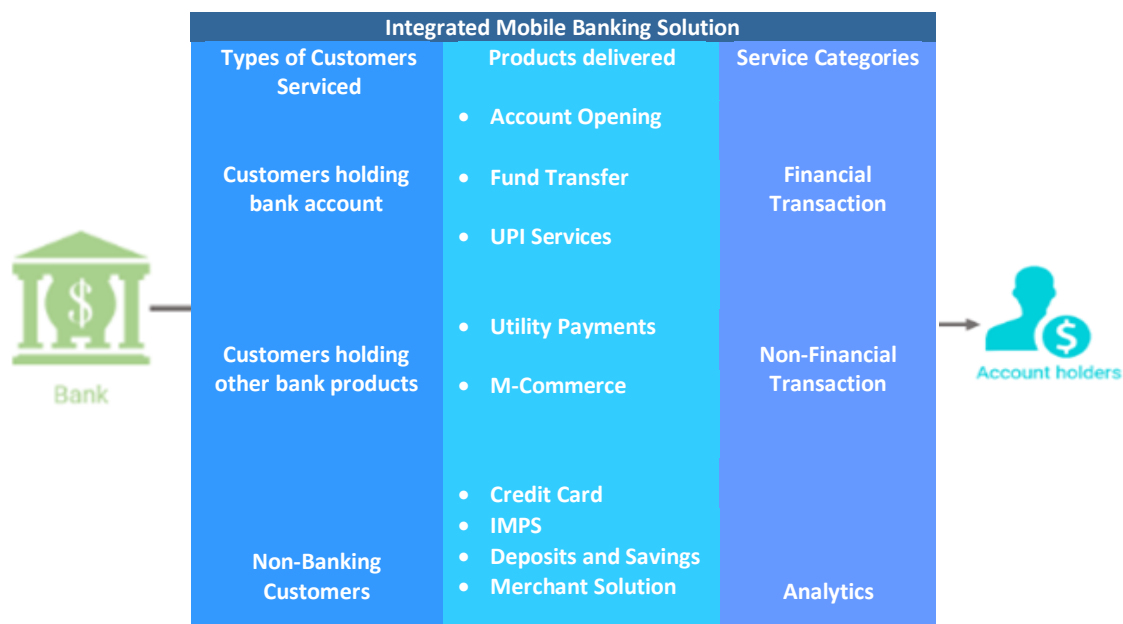 Integrated Mobile Banking Solution
Types of Customers
Serviced
Customers holding
bank account
Customers holding
other bank products
Non-Banking
Customers
Products delivered
• Account Opening
• Fund Transfer
• UPI Services
• Utility Payments
• M-Commerce
• Credit Card
• IMPS
• Deposits and Savings
• Merchant Solution
Service Categories
Financial
Transaction
Non-Financial
Transaction
Analytics
$
Bank
$
Account holders